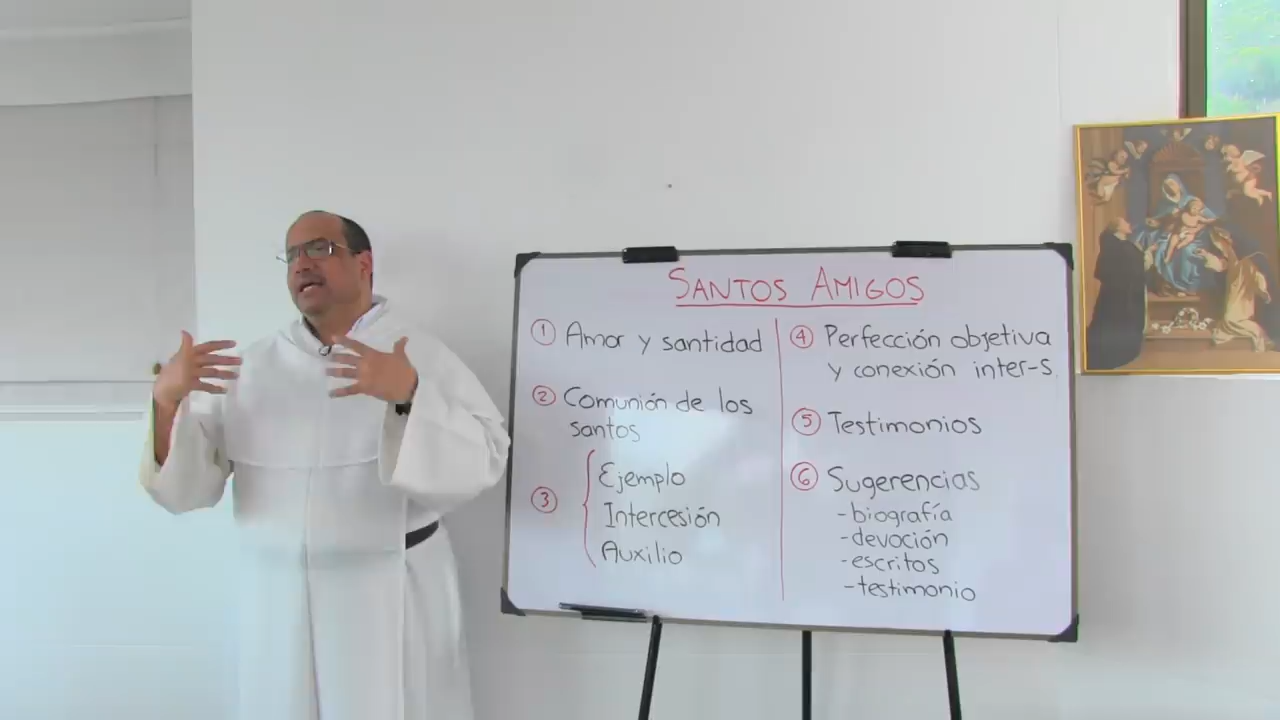 SANTOS AMIGOS
① Amor y santidad
② Comunión de los
santos
③
Ejemplo
Intercesión
Auxilio
④ Perfección objetiva
y conexión inter-s.
⑤ Testimonios
⑥ Sugerencias
-biografía
-devoción
-escritos
-testimonio